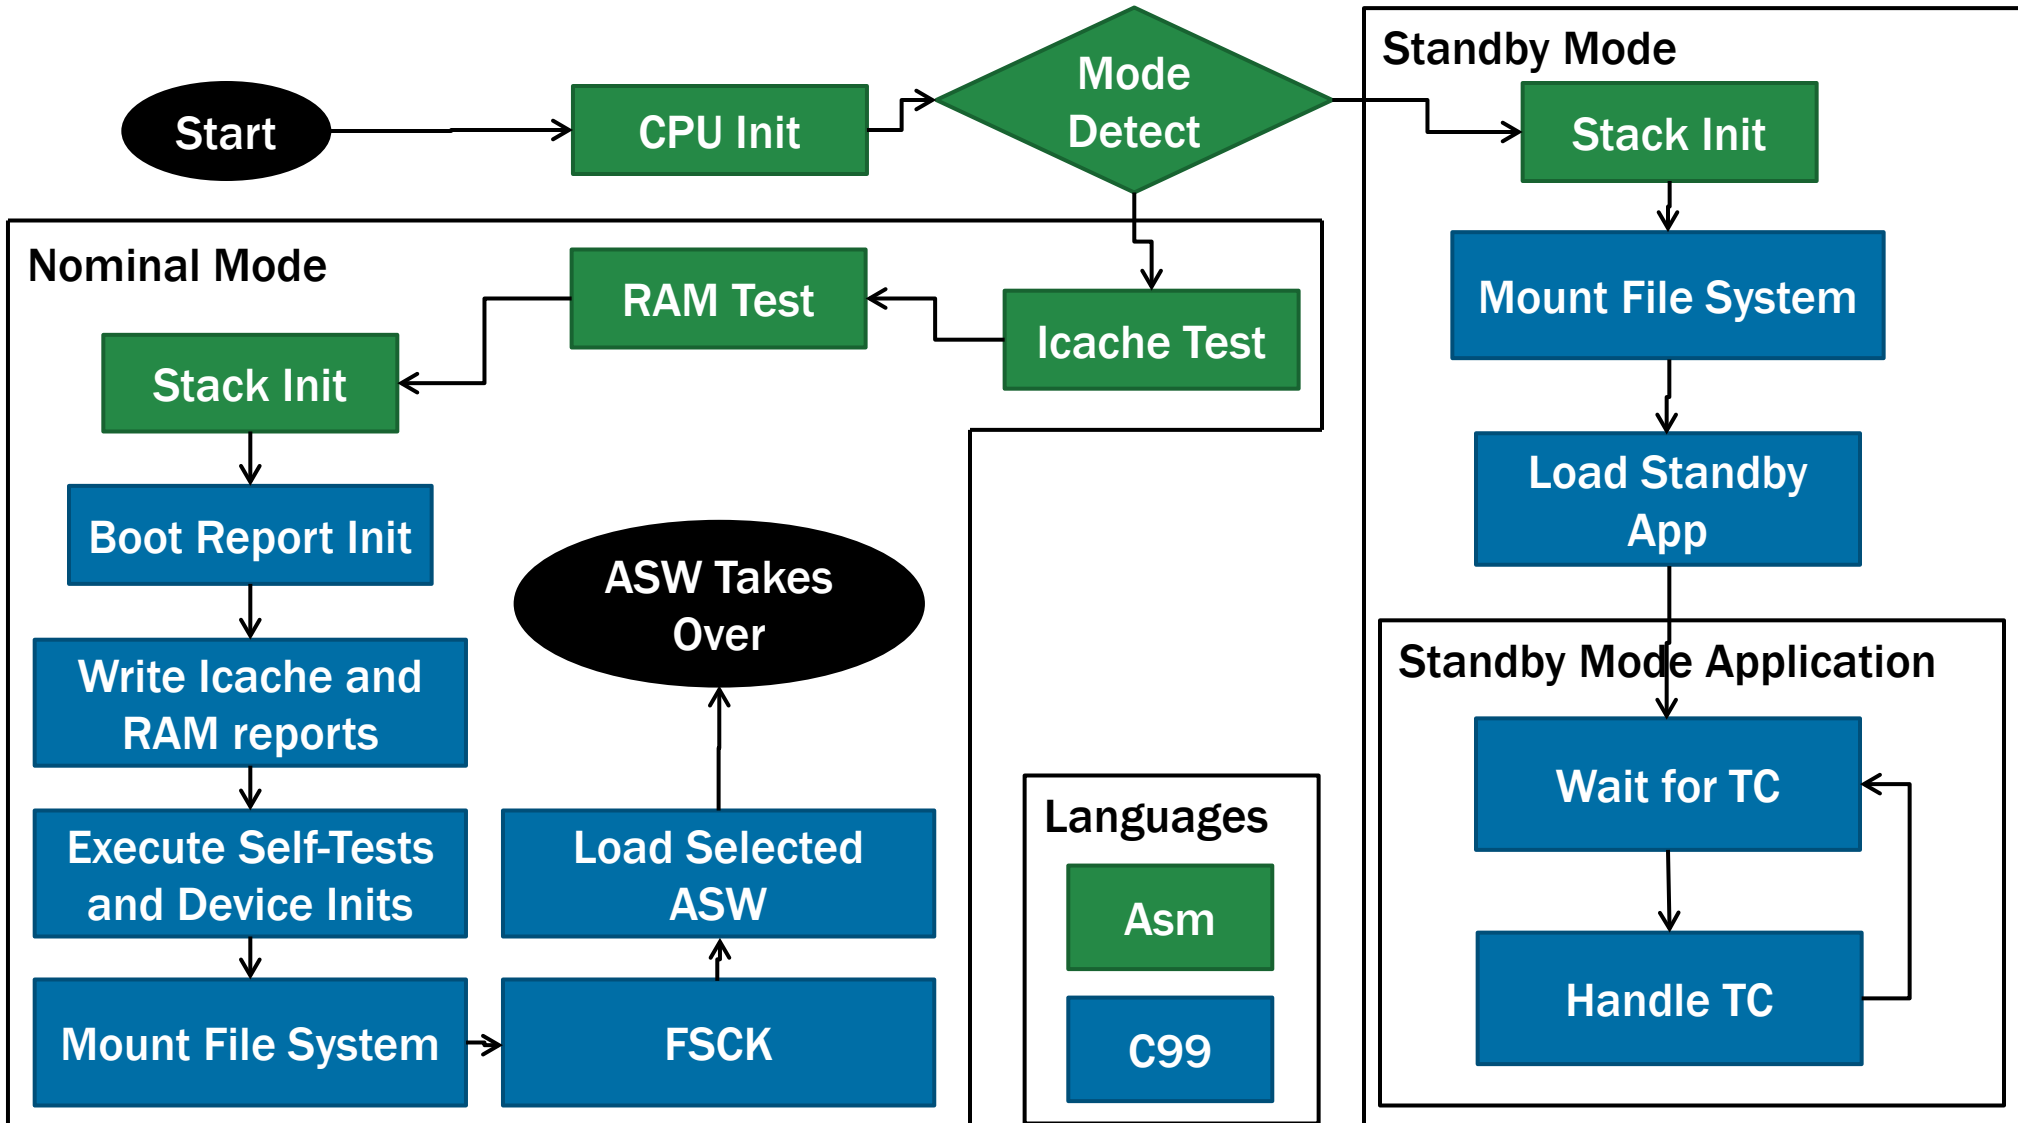 Start
CPU Init
Mode
Detect
Standby Mode
Stack Init
Mount File System
Load Standby
App
Standby Mode Application
Wait for TC
Handle TC
Nominal Mode
Icache Test
RAM Test
Stack Init
Boot Report Init
Write Icache and
RAM reports
Execute Self-Tests
and Device Inits
Mount File System
FSCK
Load Selected
ASW
ASW Takes
Over
Languages
Asm
C99